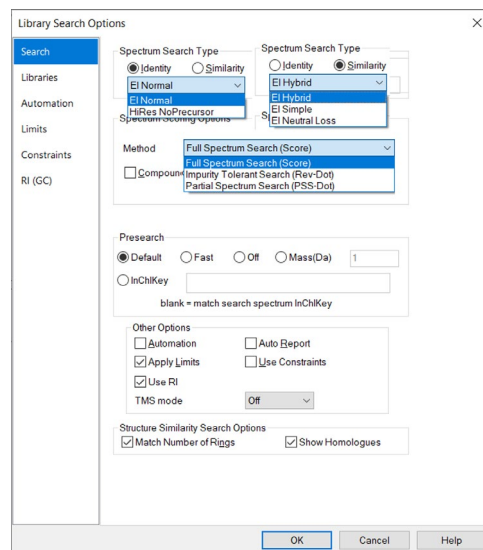 Library Search Options
Search
Libraries
Automation
Limits
Constraints
RI (GC)
Spectrum Search Type
Identity
Similarity
EI Normal
EI Normal
HiRes NoPrecursor
Spectrum Search Type
Identity
Similarity
EI Hybrid
EI Hybrid
EI Simple
EI Neutral Loss
Spectrum Scoring Options
Method
Full Spectrum Search (Score)
Full Spectrum Search (Score)
Impurity Tolerant Search (Rev-Dot)
Partial Spectrum Search (PSS-Dot)
Presearch
Default
Fast
Off
Mass(Da)
1
InChIKey
blank = match search spectrum InChIKey
Other Options
Automation
Auto Report
Apply Limits
Use Constraints
Use RI
TMS mode
Off
Structure Similarity Search Options
Match Number of Rings
Show Homologues
OK
Cancel
Help